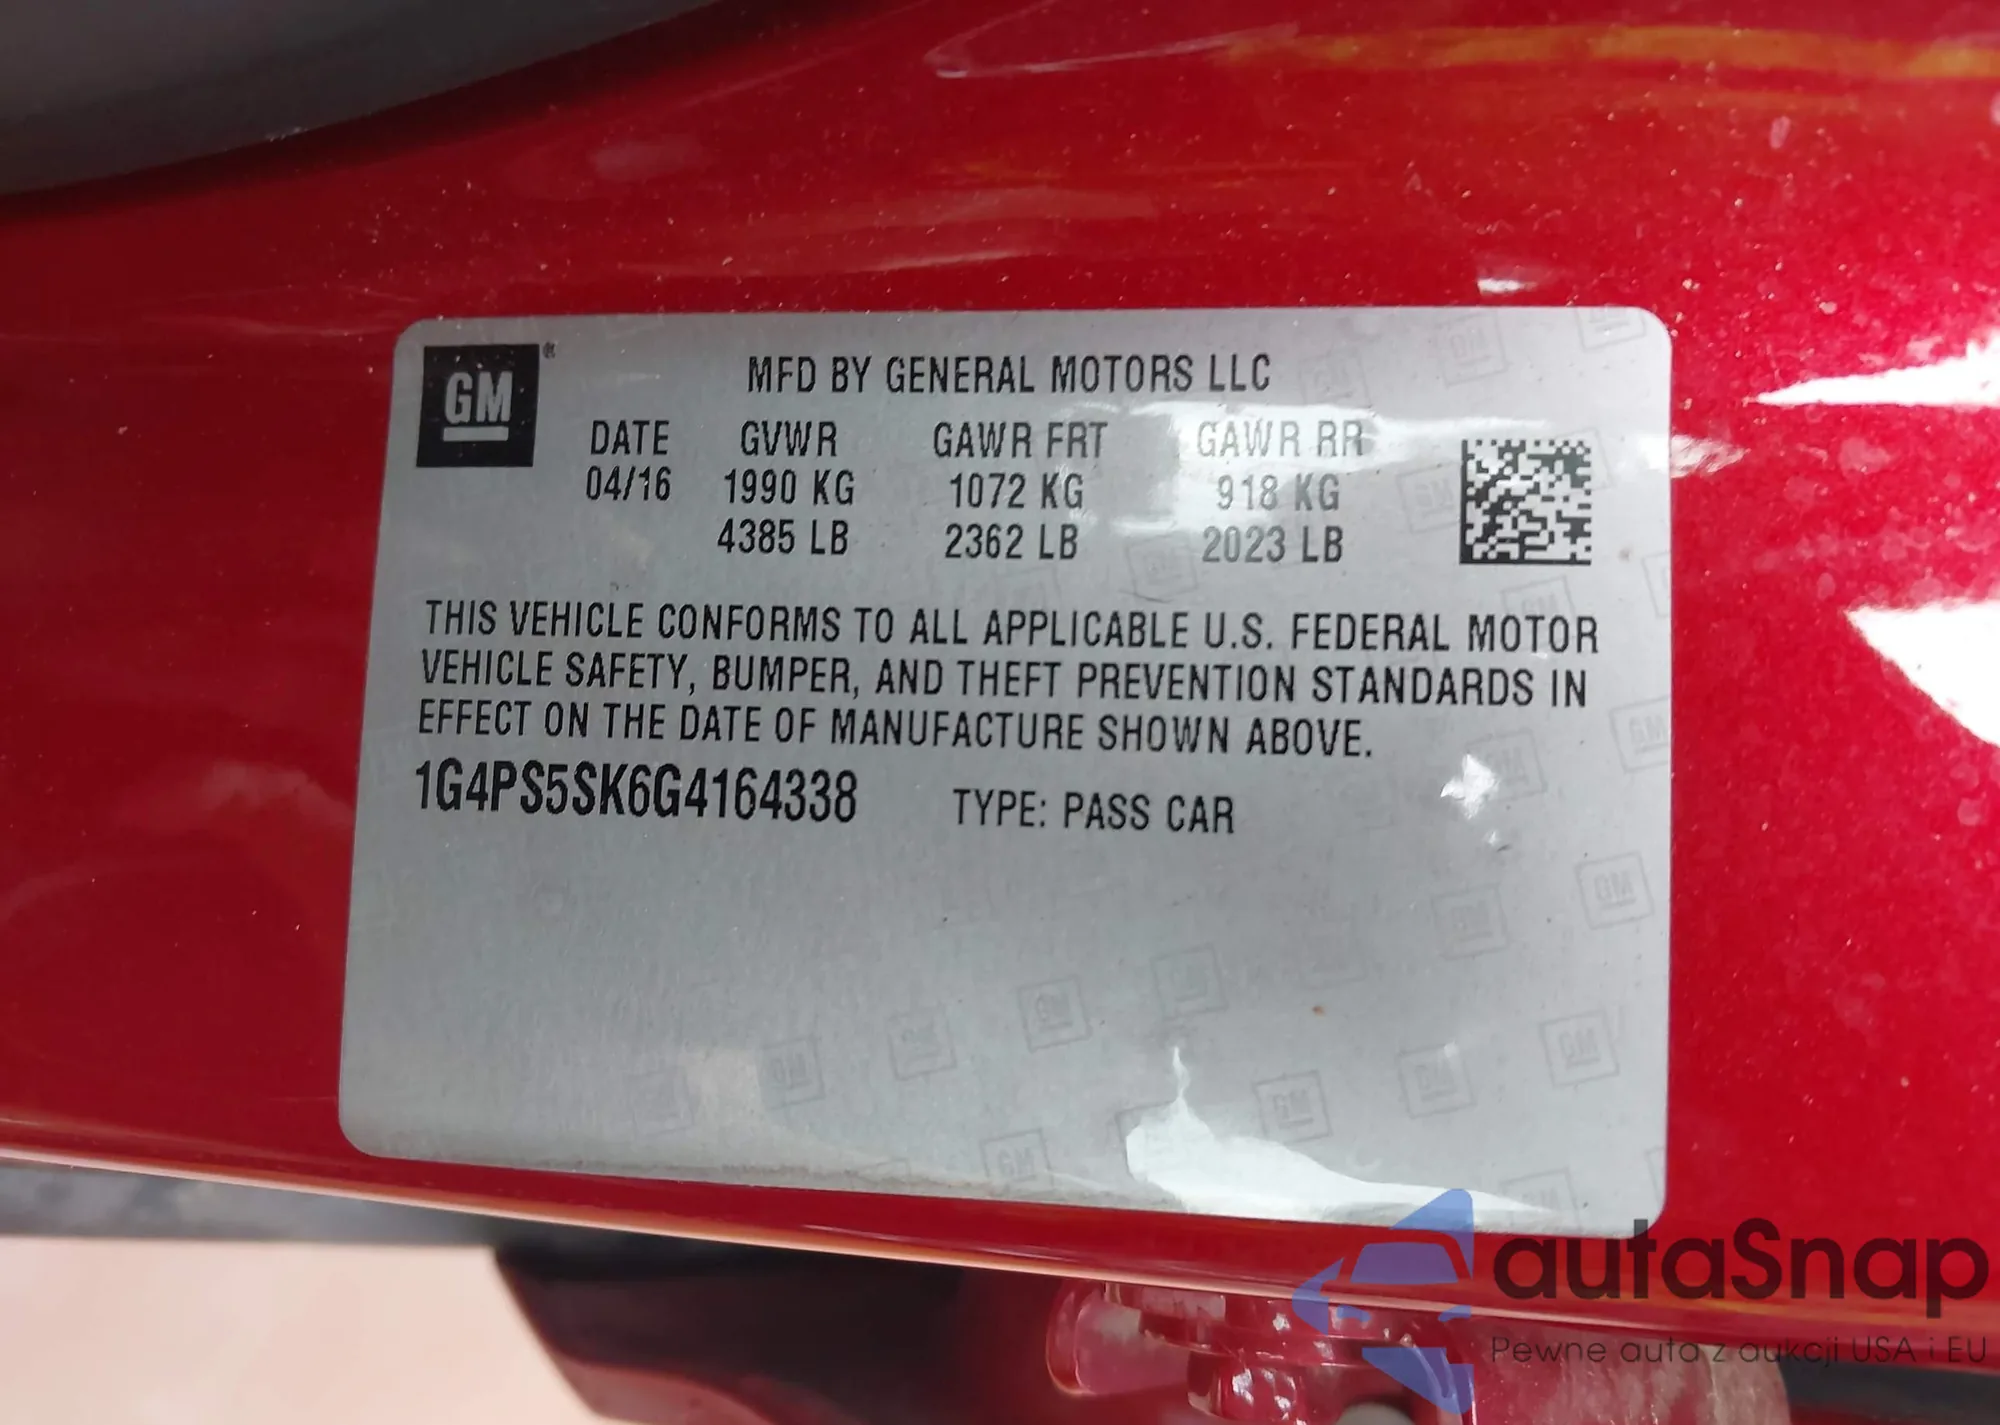 GM®
MFD BY GENERAL MOTORS LLC
DATE GVWR GAWR FRT GAWR RR
04/16 1990 KG 1072 KG 918 KG
4385 LB 2362 LB 2023 LB
THIS VEHICLE CONFORMS TO ALL APPLICABLE U.S. FEDERAL MOTOR
VEHICLE SAFETY, BUMPER, AND THEFT PREVENTION STANDARDS IN
EFFECT ON THE DATE OF MANUFACTURE SHOWN ABOVE.
1G4PS5SK6G4164338 TYPE: PASS CAR
autaSnap
Pewne auta z aukcji USA i EU